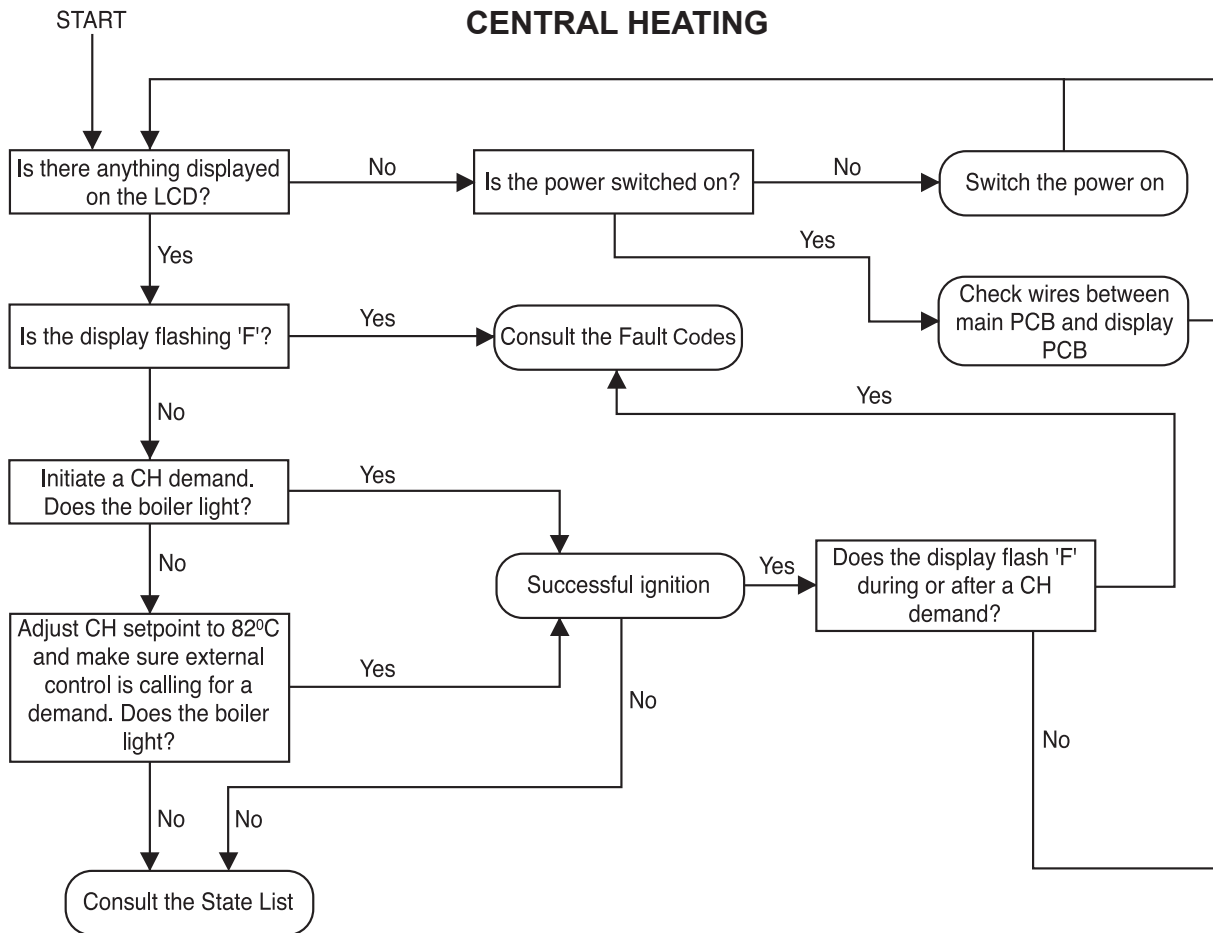 START
CENTRAL HEATING
Is there anything displayed
on the LCD?
No
Is the power switched on?
No
Switch the power on
Yes
Yes
Check wires between
main PCB and display
PCB
Is the display flashing 'F'?
Yes
Consult the Fault Codes
Yes
No
Initiate a CH demand.
Does the boiler light?
Yes
No
Successful ignition
Yes
Does the display flash 'F'
during or after a CH
demand?
Adjust CH setpoint to 82⁰C
and make sure external
control is calling for a
demand. Does the boiler
light?
Yes
No
No
No
No
Consult the State List